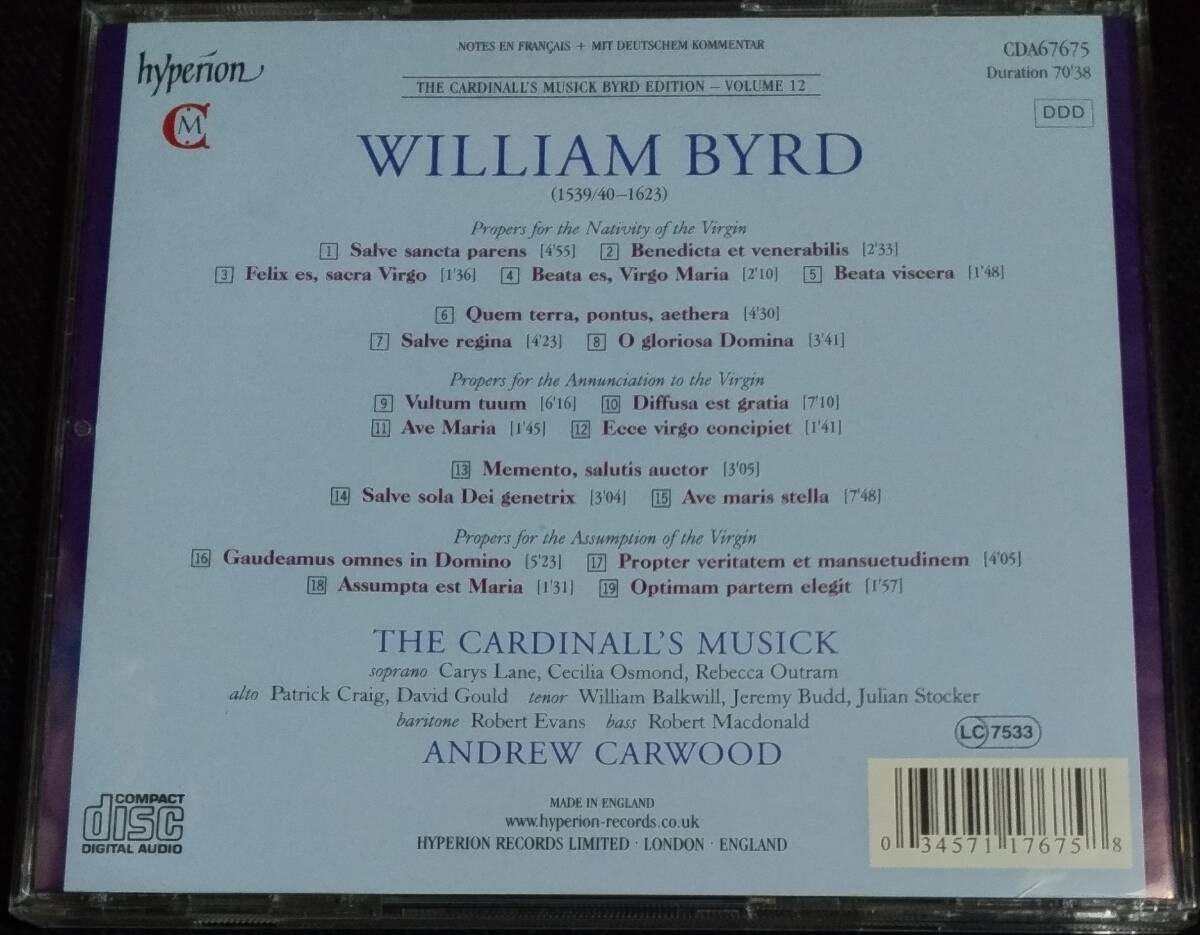 NOTES EN FRANÇAIS + MIT DEUTSCHEM KOMMENTAR
hyperion
CDA67675
Duration 70'38
THE CARDINALL'S MUSICK BYRD EDITION – VOLUME 12
CM
DDD
WILLIAM BYRD
(1539/40–1623)
Propers for the Nativity of the Virgin
1 Salve sancta parens [4'55] 2 Benedicta et venerabilis [2'33]
3 Felix es, sacra Virgo [1'36] 4 Beata es, Virgo Maria [2'10] 5 Beata viscera [1'48]
6 Quem terra, pontus, aethera [4'30]
7 Salve regina [4'23] 8 O gloriosa Domina [3'41]
Propers for the Annunciation to the Virgin
9 Vultum tuum [6'16] 10 Diffusa est gratia [7'10]
11 Ave Maria [1'45] 12 Ecce virgo concipiet [1'41]
13 Memento, salutis auctor [3'05]
14 Salve sola Dei genetrix [3'04] 15 Ave maris stella [7'48]
Propers for the Assumption of the Virgin
16 Gaudeamus omnes in Domino [5'23] 17 Propter veritatem et mansuetudinem [4'05]
18 Assumpta est Maria [1'31] 19 Optimam partem elegit [1'57]
THE CARDINALL'S MUSICK
soprano Carys Lane, Cecilia Osmond, Rebecca Outram
alto Patrick Craig, David Gould tenor William Balkwill, Jeremy Budd, Julian Stocker
baritone Robert Evans bass Robert Macdonald
LC 7533
ANDREW CARWOOD
COMPACT
disc
DIGITAL AUDIO
MADE IN ENGLAND
www.hyperion-records.co.uk
HYPERION RECORDS LIMITED · LONDON · ENGLAND
0 34571 17675 8